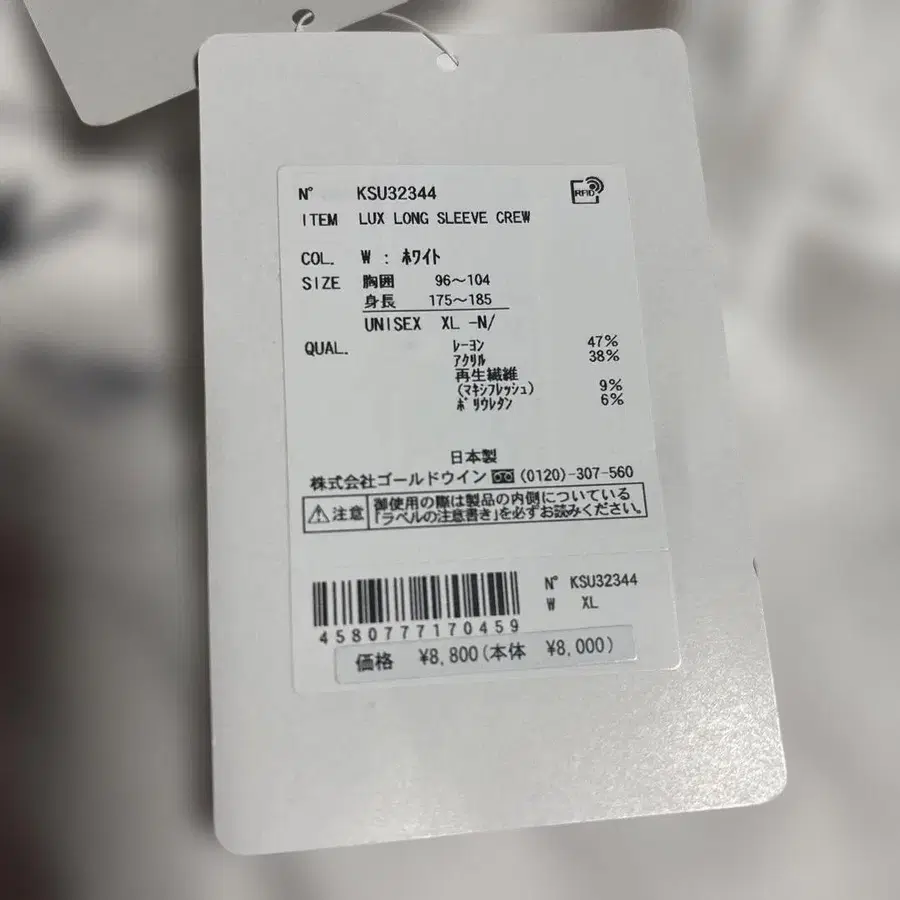 N° KSU32344
RFID
ITEM LUX LONG SLEEVE CREW
COL. W : ﾎﾜｲﾄ
SIZE 胸囲 96～104
身長 175～185
UNISEX XL -N/
QUAL. ﾚｰﾖﾝ 47%
ｱｸﾘﾙ 38%
再生繊維
(ﾏｷｼﾌﾚｯｼｭ) 9%
ﾎﾟﾘｳﾚﾀﾝ 6%
日本製
株式会社ゴールドウイン (0120)-307-560
注意 御使用の際は製品の内側についている
「ラベルの注意書き」を必ずお読みください。
N° KSU32344
W XL
4580777170459
価格 ¥8,800(本体 ¥8,000)